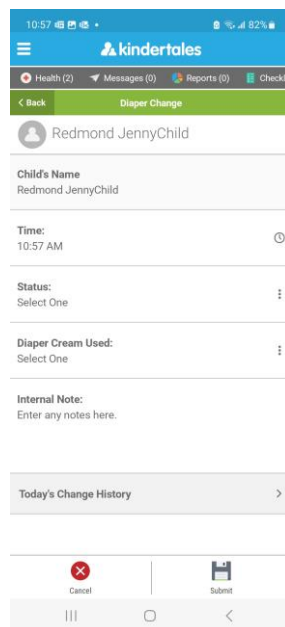 10:57
82%
kindertales
Health (2) Messages (0) Reports (0) Checkl
< Back Diaper Change
Redmond JennyChild
Child's Name
Redmond JennyChild
Time:
10:57 AM
Status:
Select One
Diaper Cream Used:
Select One
Internal Note:
Enter any notes here.
Today's Change History
Cancel Submit